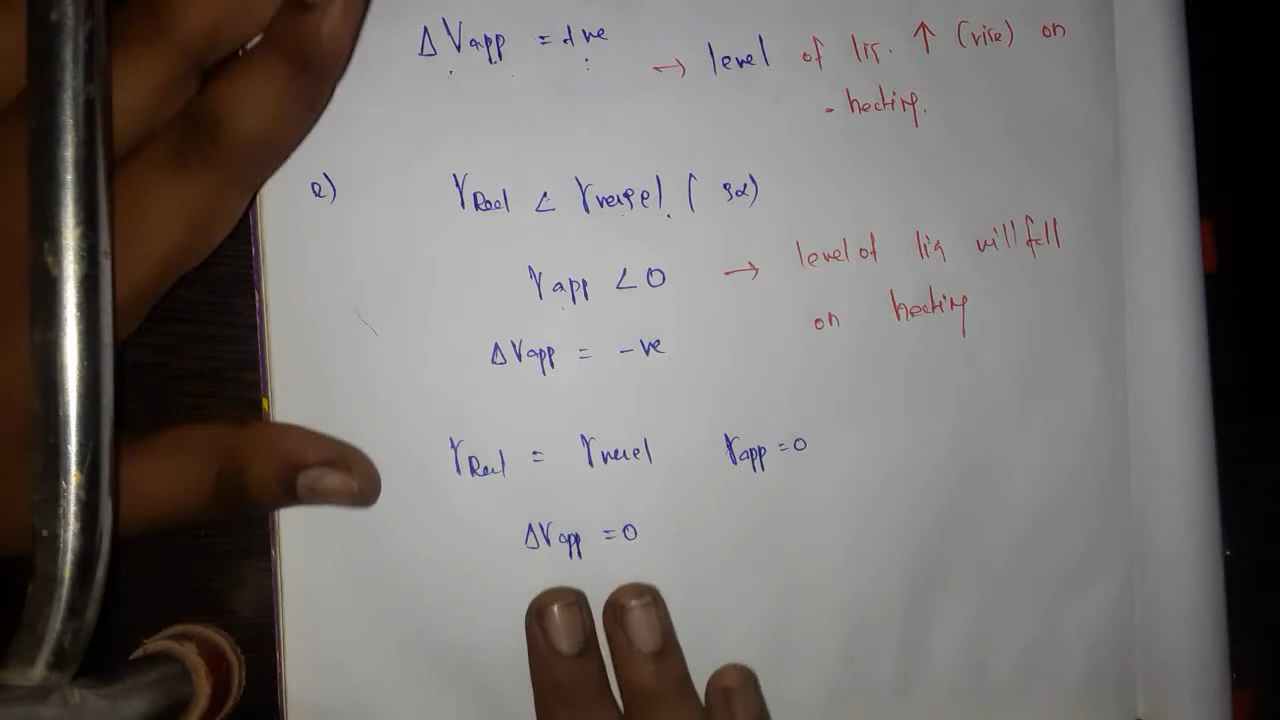 Δ Vapp = +ve → level of liq. ↑ (rise) on
- heating.
2) γReal < γvessel (3α)
γapp < 0 → level of liq will fall
on heating
ΔVapp = -ve
γReal = γvessel γapp = 0
ΔVapp = 0